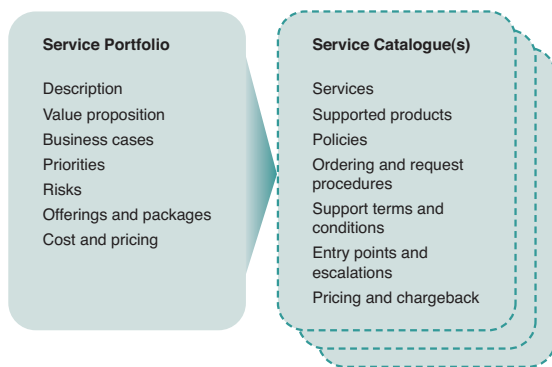 Service Portfolio
Description
Value proposition
Business cases
Priorities
Risks
Offerings and packages
Cost and pricing
Service Catalogue(s)
Services
Supported products
Policies
Ordering and request
procedures
Support terms and
conditions
Entry points and
escalations
Pricing and chargeback